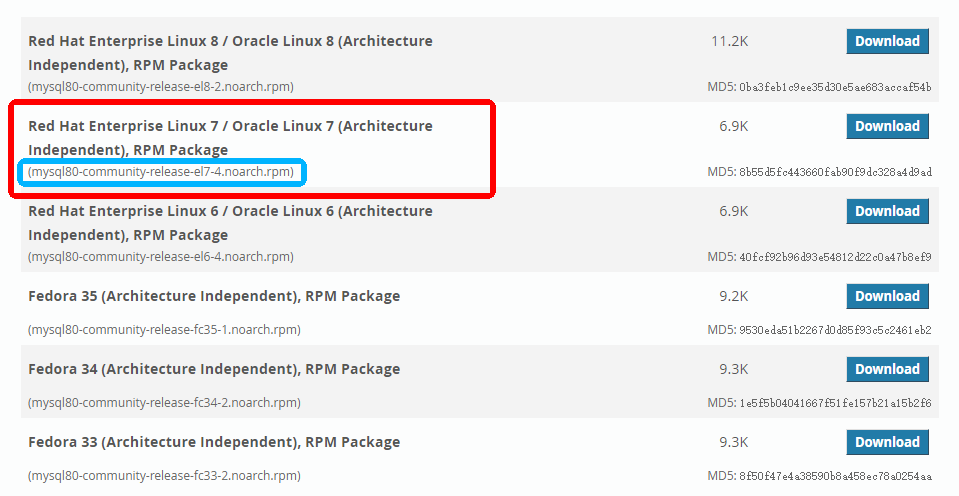 Red Hat Enterprise Linux 8 / Oracle Linux 8 (Architecture 11.2K Download
Independent), RPM Package
(mysql80-community-release-el8-2.noarch.rpm) MD5: 0ba3feb1c9ee35d30e5ae683accaf54b
Red Hat Enterprise Linux 7 / Oracle Linux 7 (Architecture 6.9K Download
Independent), RPM Package
(mysql80-community-release-el7-4.noarch.rpm) MD5: 8b55d5fc443660fab90f9dc328a4d9ad
Red Hat Enterprise Linux 6 / Oracle Linux 6 (Architecture 6.9K Download
Independent), RPM Package
(mysql80-community-release-el6-4.noarch.rpm) MD5: 40fcf92b96d93e54812d22c0a47b8ef9
Fedora 35 (Architecture Independent), RPM Package 9.2K Download
(mysql80-community-release-fc35-1.noarch.rpm) MD5: 9530eda51b2267d0d85f93c5c2461eb2
Fedora 34 (Architecture Independent), RPM Package 9.3K Download
(mysql80-community-release-fc34-2.noarch.rpm) MD5: 1e5f5b04041667f51fe157b21a15b2f6
Fedora 33 (Architecture Independent), RPM Package 9.3K Download
(mysql80-community-release-fc33-2.noarch.rpm) MD5: 8f50f47e4a38590b8a458ec78a0254aa